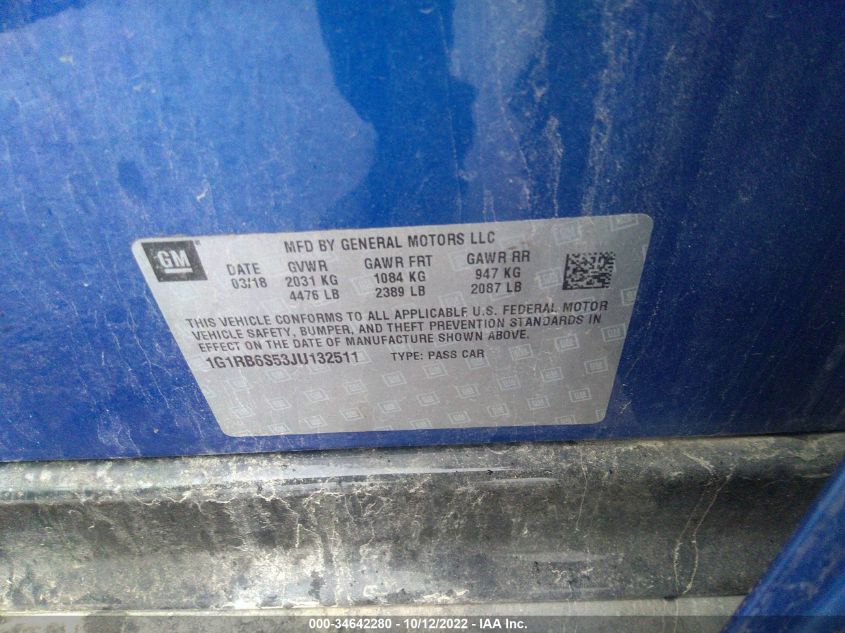 GM
MFD BY GENERAL MOTORS LLC
DATE GVWR GAWR FRT GAWR RR
03/18 2031 KG 1084 KG 947 KG
4476 LB 2389 LB 2087 LB
THIS VEHICLE CONFORMS TO ALL APPLICABLE U.S. FEDERAL MOTOR
VEHICLE SAFETY, BUMPER, AND THEFT PREVENTION STANDARDS IN
EFFECT ON THE DATE OF MANUFACTURE SHOWN ABOVE.
1G1RB6S53JU132511 TYPE: PASS CAR
000-34642280 - 10/12/2022 - IAA Inc.